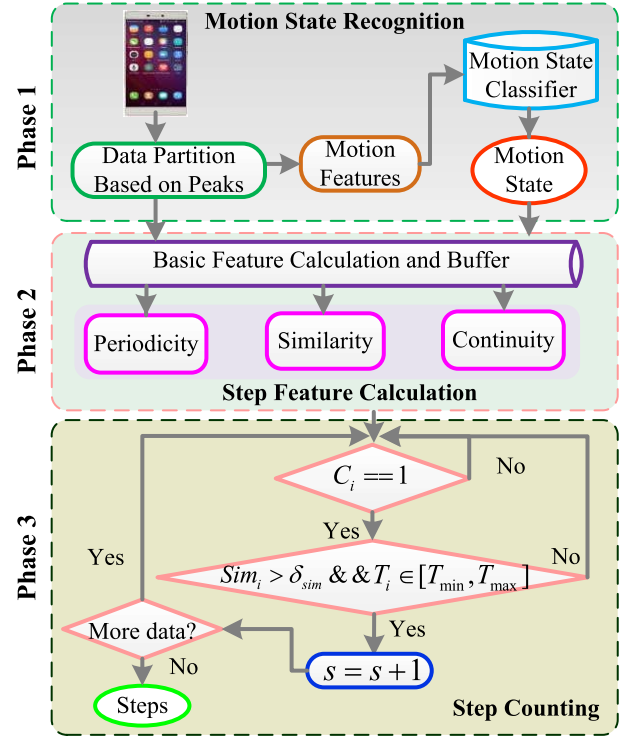 Phase 1
Motion State Recognition
Motion State
Classifier
Data Partition
Based on Peaks
Motion
Features
Motion
State
Phase 2
Basic Feature Calculation and Buffer
Periodicity
Similarity
Continuity
Step Feature Calculation
Phase 3
C_i == 1
No
Yes
Sim_i > δ_sim & & T_i ∈ [T_min, T_max]
No
Yes
Yes
More data?
s = s + 1
No
Steps
Step Counting